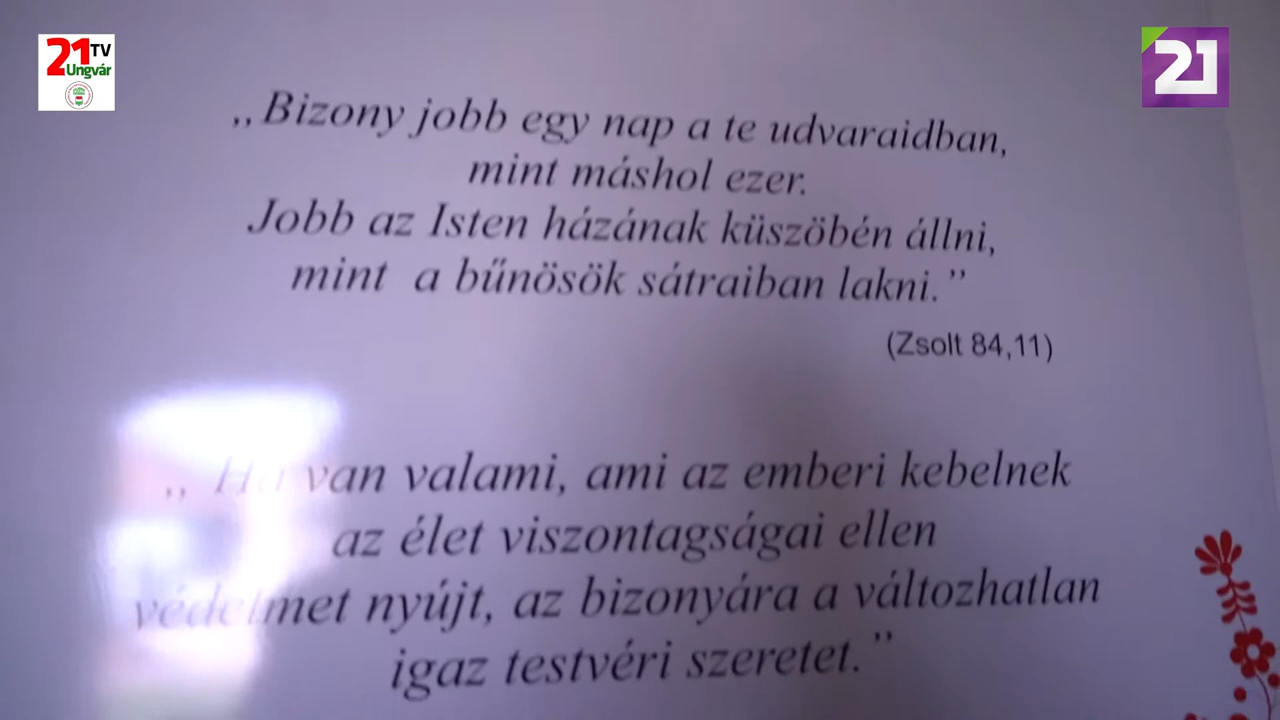 21 TV
Ungvár
21
„Bizony jobb egy nap a te udvaraidban,
mint máshol ezer.
Jobb az Isten házának küszöbén állni,
mint a bűnösök sátraiban lakni.”
(Zsolt 84,11)
„ Ha van valami, ami az emberi kebelnek
az élet viszontagságai ellen
védelmet nyújt, az bizonyára a változhatlan
igaz testvéri szeretet.”